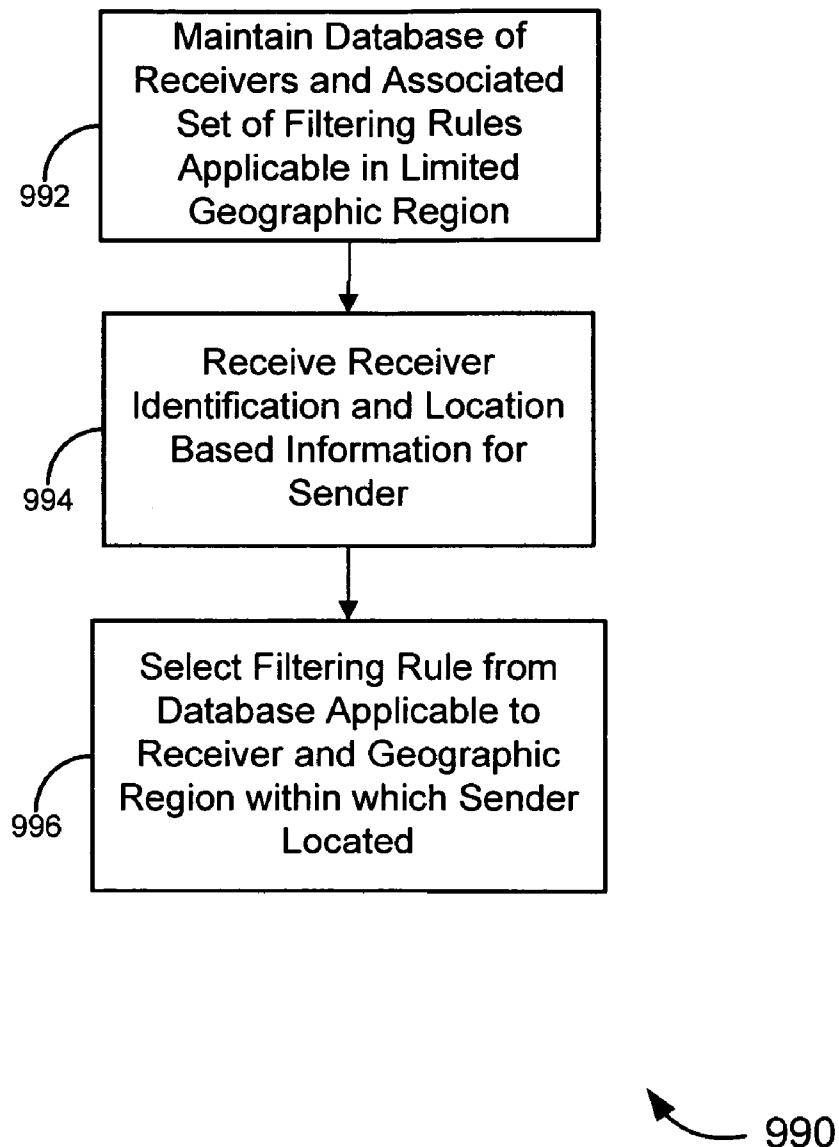 Maintain Database of
Receivers and Associated
Set of Filtering Rules
Applicable in Limited
Geographic Region
992
Receive Receiver
Identification and Location
Based Information for
Sender
994
Select Filtering Rule from
Database Applicable to
Receiver and Geographic
Region within which Sender
Located
996
990